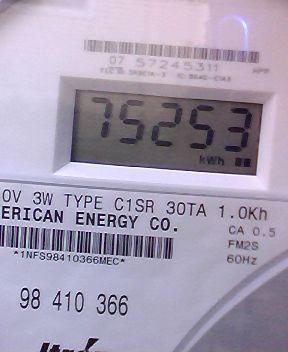 07 57245311
75253
kWh
0V 3W TYPE C1SR 30TA 1.0Kh
ERICAN ENERGY CO.
CA 0.5
FM2S
*1NFS98410366MEC*
60Hz
98 410 366